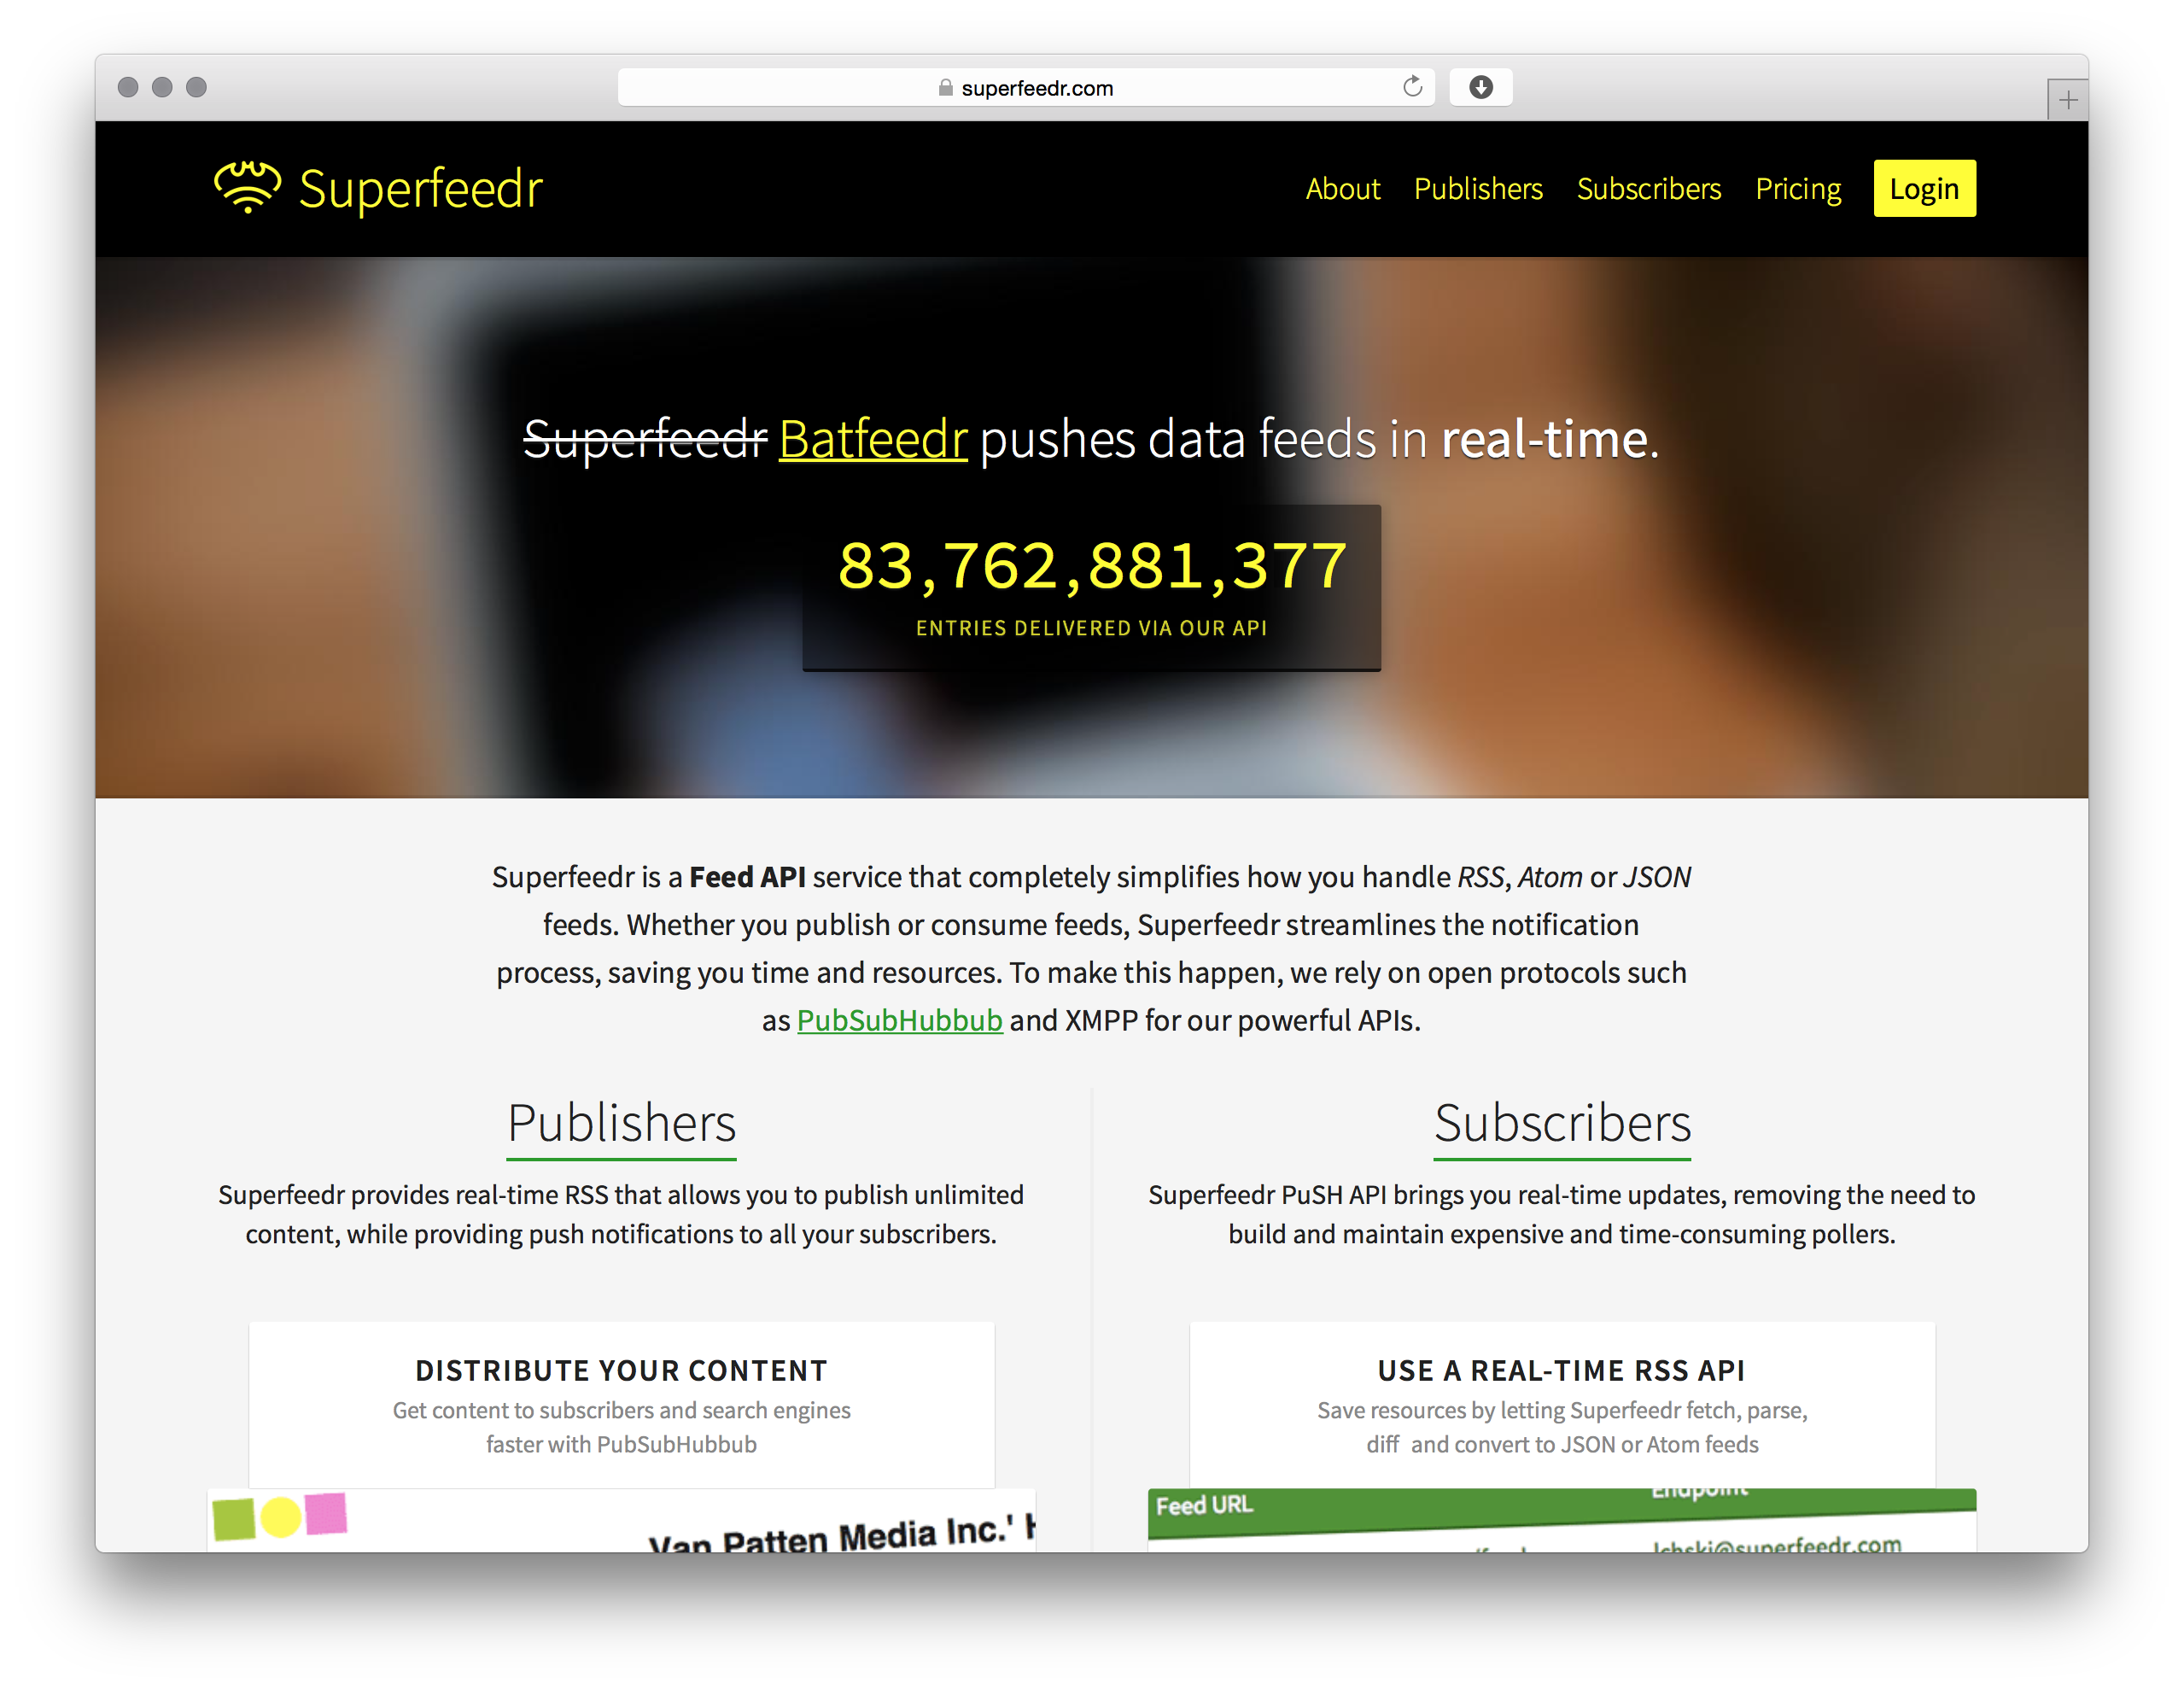 superfeedr.com
Superfeedr
About Publishers Subscribers Pricing Login
Superfeedr Batfeedr pushes data feeds in real-time.
83,762,881,377
ENTRIES DELIVERED VIA OUR API
Superfeedr is a Feed API service that completely simplifies how you handle RSS, Atom or JSON
feeds. Whether you publish or consume feeds, Superfeedr streamlines the notification
process, saving you time and resources. To make this happen, we rely on open protocols such
as PubSubHubbub and XMPP for our powerful APIs.
Publishers
Superfeedr provides real-time RSS that allows you to publish unlimited
content, while providing push notifications to all your subscribers.
DISTRIBUTE YOUR CONTENT
Get content to subscribers and search engines
faster with PubSubHubbub
Van Patten Media Inc.' H
Subscribers
Superfeedr PuSH API brings you real-time updates, removing the need to
build and maintain expensive and time-consuming pollers.
USE A REAL-TIME RSS API
Save resources by letting Superfeedr fetch, parse,
diff and convert to JSON or Atom feeds
Feed URL Endpoint